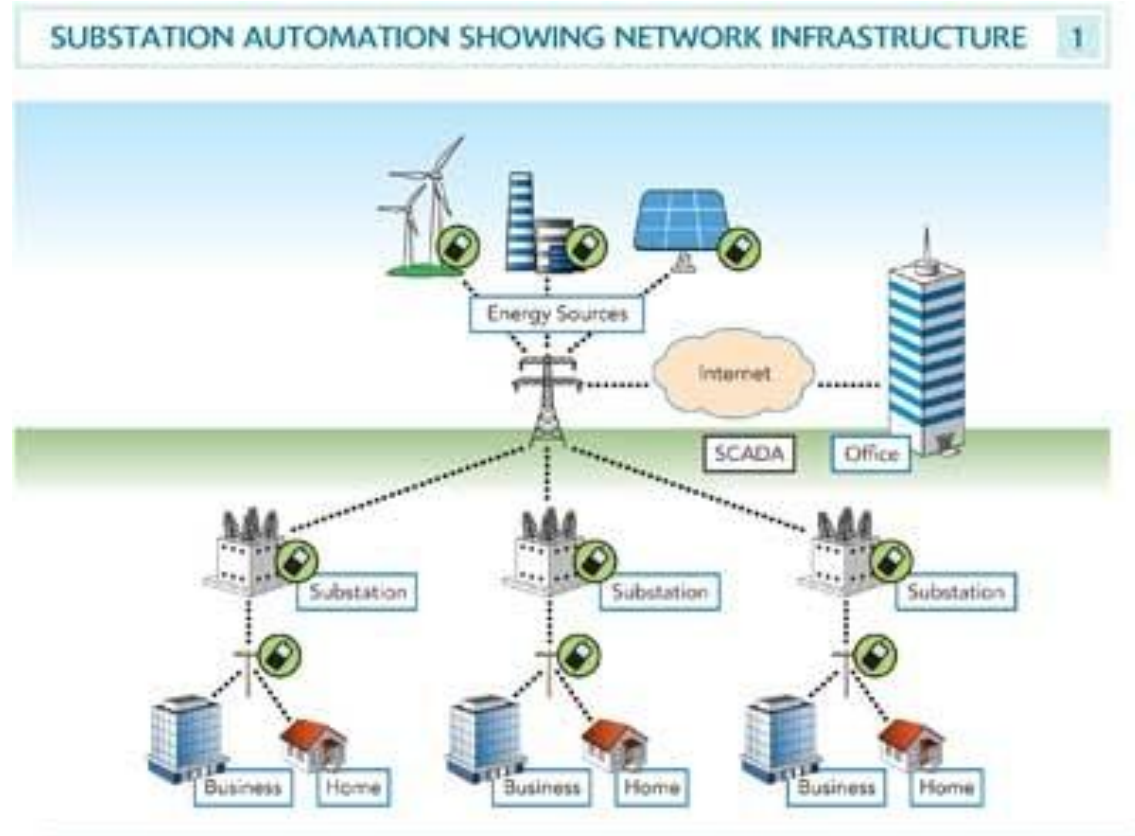 SUBSTATION AUTOMATION SHOWING NETWORK INFRASTRUCTURE 1
Energy Sources
Internet
SCADA
Office
Substation
Substation
Substation
Business
Home
Business
Home
Business
Home